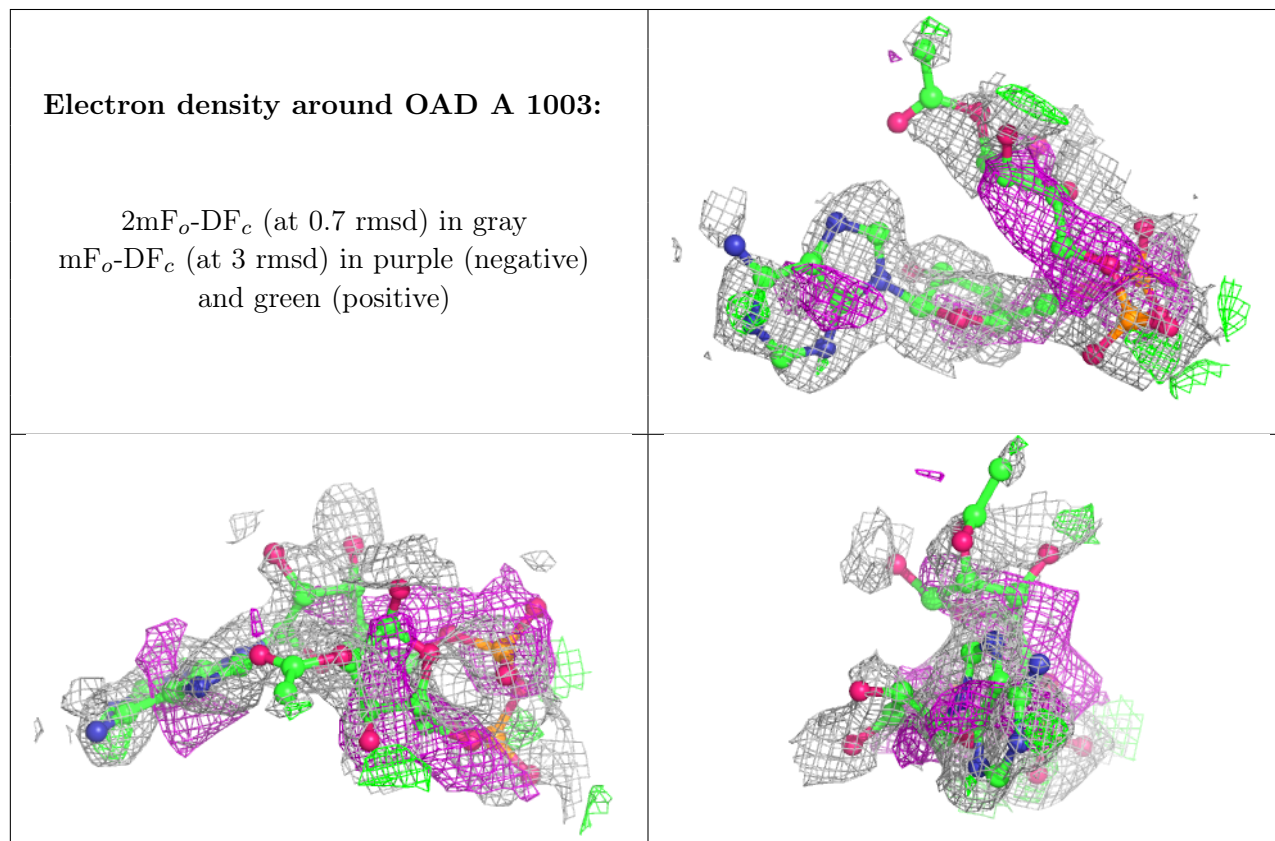 Electron density around OAD A 1003:
2mFo-DFc (at 0.7 rmsd) in gray
mFo-DFc (at 3 rmsd) in purple (negative)
and green (positive)